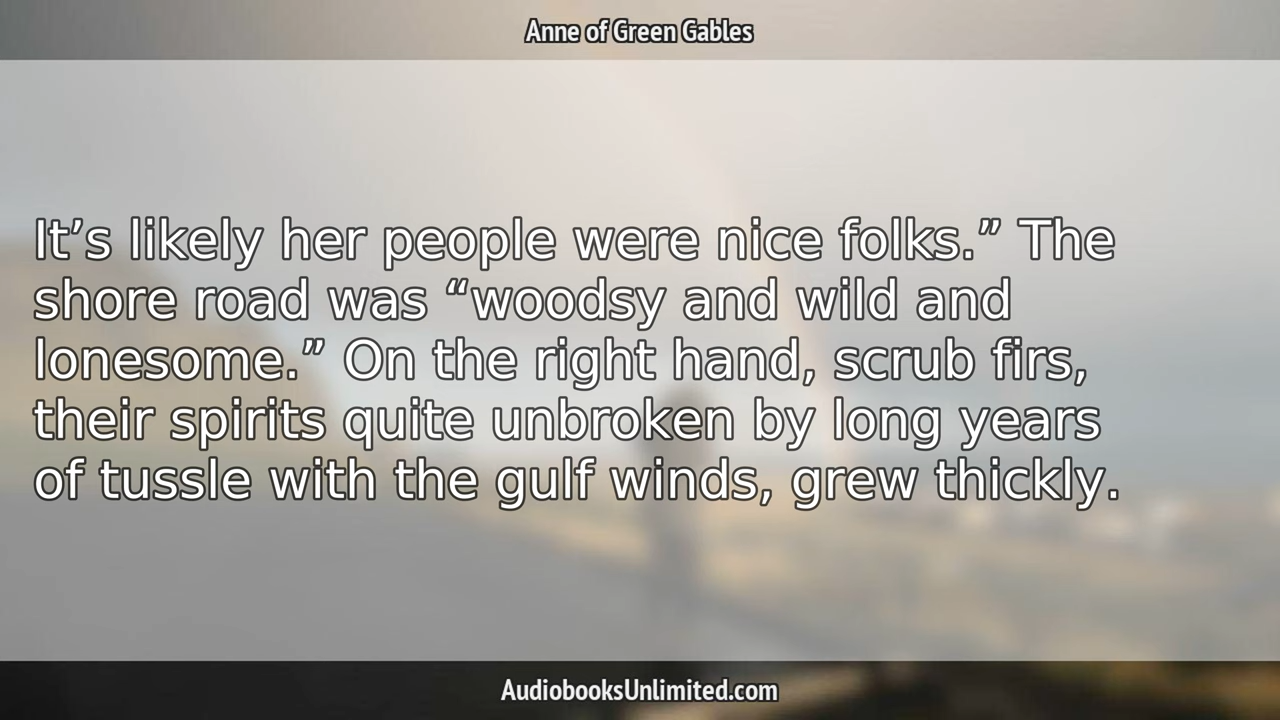 Anne of Green Gables
It’s likely her people were nice folks.” The
shore road was “woodsy and wild and
lonesome.” On the right hand, scrub firs,
their spirits quite unbroken by long years
of tussle with the gulf winds, grew thickly.
AudiobooksUnlimited.com